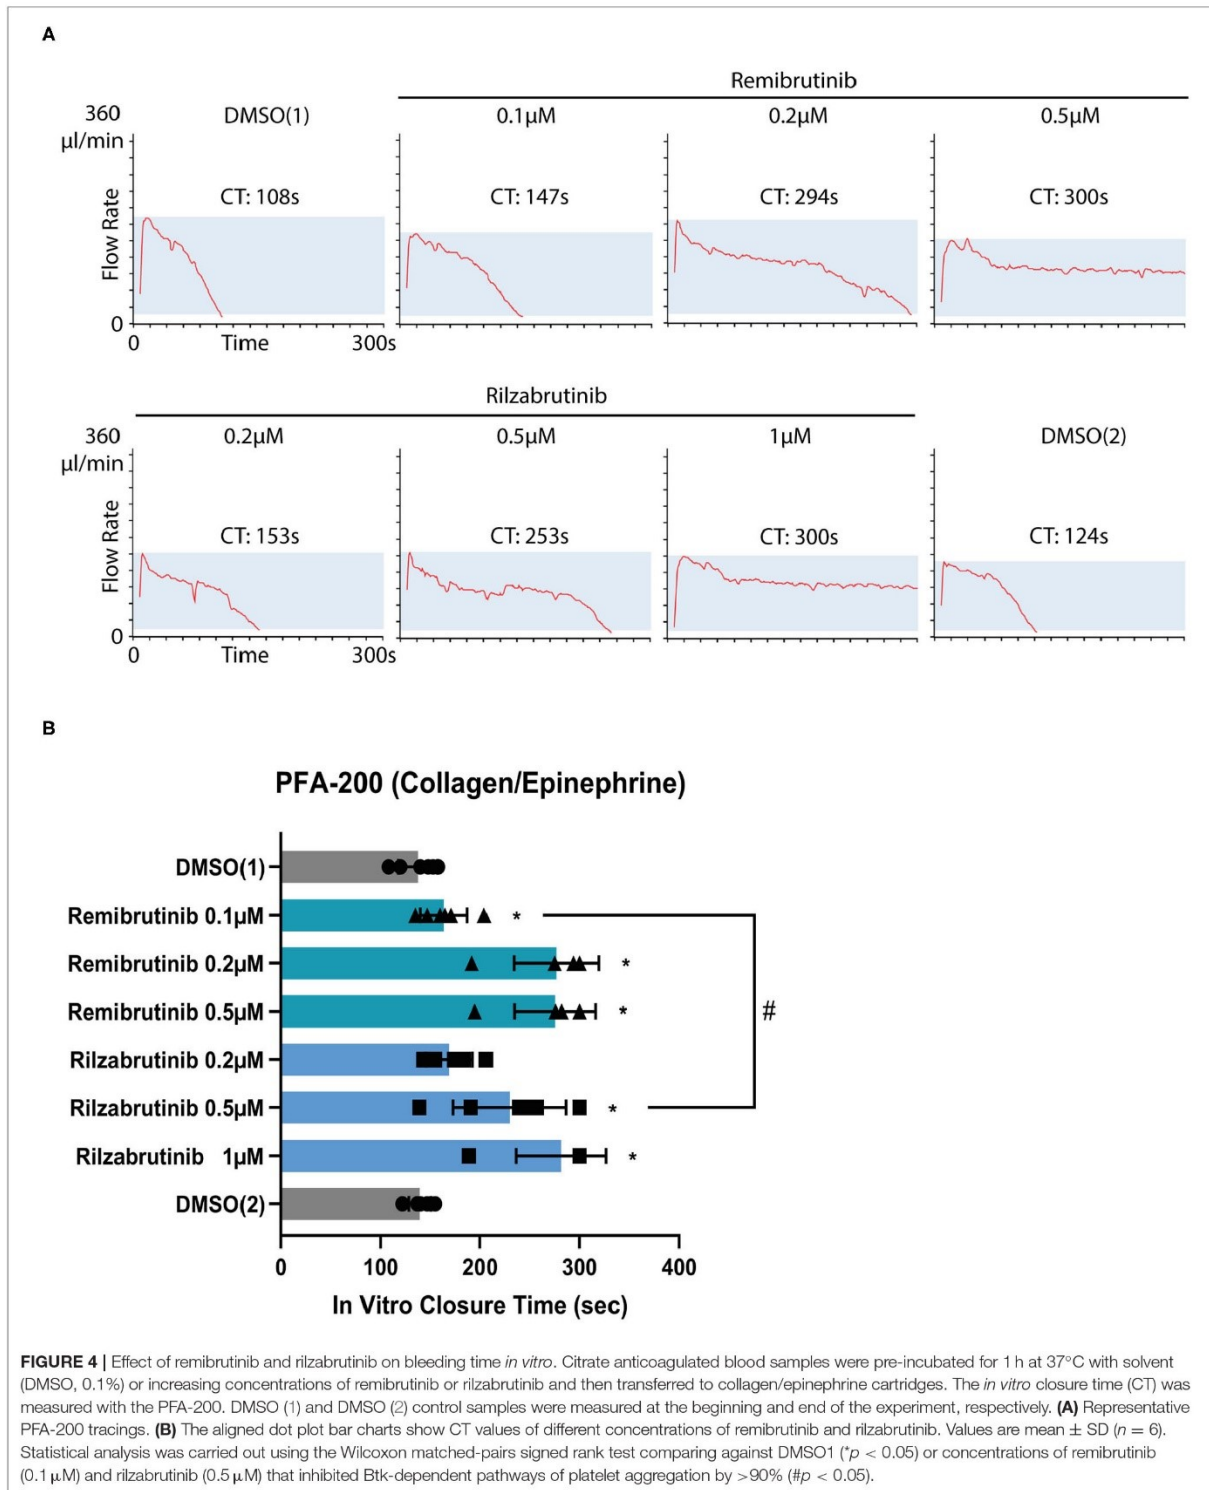 A
Remibrutinib
360
µl/min
DMSO(1)
0.1µM
0.2µM
0.5µM
CT: 108s
CT: 147s
CT: 294s
CT: 300s
Flow Rate
0
0
Time
300s
Rilzabrutinib
360
µl/min
0.2µM
0.5µM
1µM
DMSO(2)
CT: 153s
CT: 253s
CT: 300s
CT: 124s
Flow Rate
0
0
Time
300s
B
PFA-200 (Collagen/Epinephrine)
DMSO(1)
Remibrutinib 0.1µM
*
Remibrutinib 0.2µM
*
Remibrutinib 0.5µM
*
#
Rilzabrutinib 0.2µM
Rilzabrutinib 0.5µM
*
Rilzabrutinib 1µM
*
DMSO(2)
0 100 200 300 400
In Vitro Closure Time (sec)
FIGURE 4 | Effect of remibrutinib and rilzabrutinib on bleeding time in vitro. Citrate anticoagulated blood samples were pre-incubated for 1 h at 37°C with solvent
(DMSO, 0.1%) or increasing concentrations of remibrutinib or rilzabrutinib and then transferred to collagen/epinephrine cartridges. The in vitro closure time (CT) was
measured with the PFA-200. DMSO (1) and DMSO (2) control samples were measured at the beginning and end of the experiment, respectively. (A) Representative
PFA-200 tracings. (B) The aligned dot plot bar charts show CT values of different concentrations of remibrutinib and rilzabrutinib. Values are mean ± SD (n = 6).
Statistical analysis was carried out using the Wilcoxon matched-pairs signed rank test comparing against DMSO1 (*p < 0.05) or concentrations of remibrutinib
(0.1 µM) and rilzabrutinib (0.5 µM) that inhibited Btk-dependent pathways of platelet aggregation by >90% (#p < 0.05).